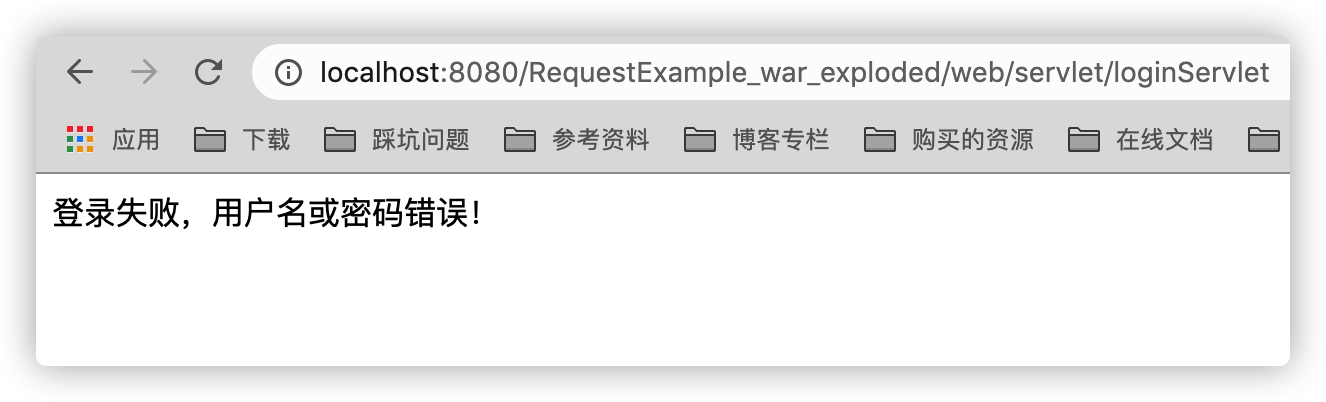 localhost:8080/RequestExample_war_exploded/web/servlet/loginServlet
应用 下载 踩坑问题 参考资料 博客专栏 购买的资源 在线文档
登录失败，用户名或密码错误！